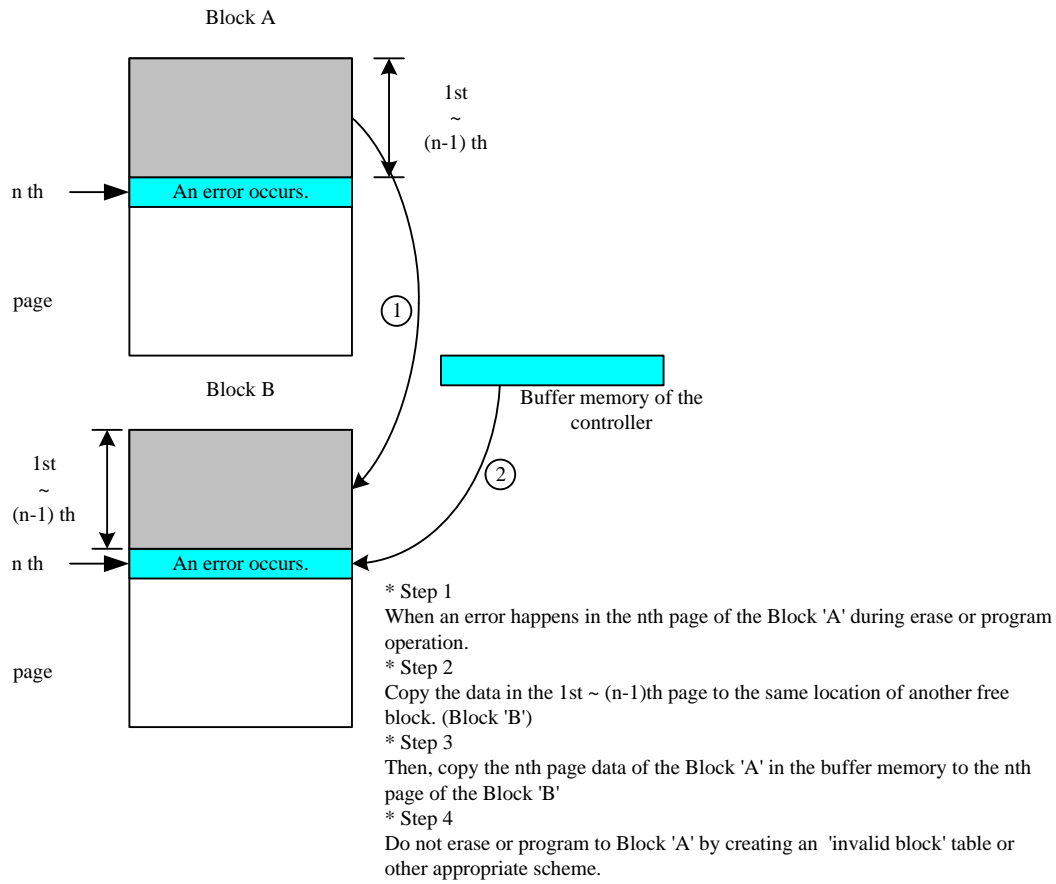 Block A
1st
~
(n-1) th
n th
An error occurs.
page
1
Buffer memory of the
controller
Block B
1st
~
(n-1) th
2
n th
An error occurs.
page
* Step 1
When an error happens in the nth page of the Block 'A' during erase or program
operation.
* Step 2
Copy the data in the 1st ~ (n-1)th page to the same location of another free
block. (Block 'B')
* Step 3
Then, copy the nth page data of the Block 'A' in the buffer memory to the nth
page of the Block 'B'
* Step 4
Do not erase or program to Block 'A' by creating an 'invalid block' table or
other appropriate scheme.